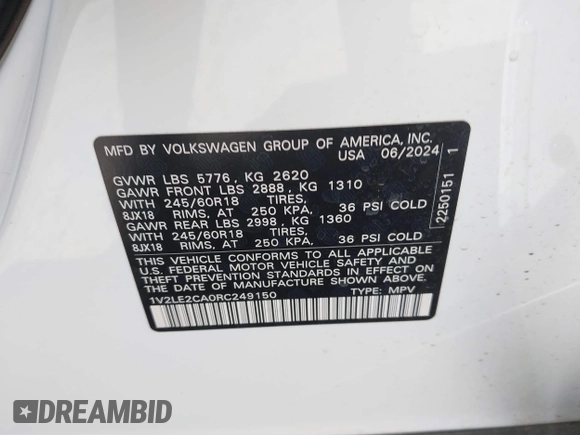 MFD BY VOLKSWAGEN GROUP OF AMERICA, INC.
USA 06/2024
GVWR LBS 5776, KG 2620
GAWR FRONT LBS 2888, KG 1310
WITH 245/60R18 TIRES,
8JX18 RIMS, AT 250 KPA, 36 PSI COLD
GAWR REAR LBS 2998, KG 1360
WITH 245/60R18 TIRES,
8JX18 RIMS, AT 250 KPA, 36 PSI COLD
THIS VEHICLE CONFORMS TO ALL APPLICABLE
U.S. FEDERAL MOTOR VEHICLE SAFETY AND
THEFT PREVENTION STANDARDS IN EFFECT ON
THE DATE OF MANUFACTURE SHOWN ABOVE.
1V2LE2CA0RC249150 TYPE: MPV
2250151 1
DREAMBID